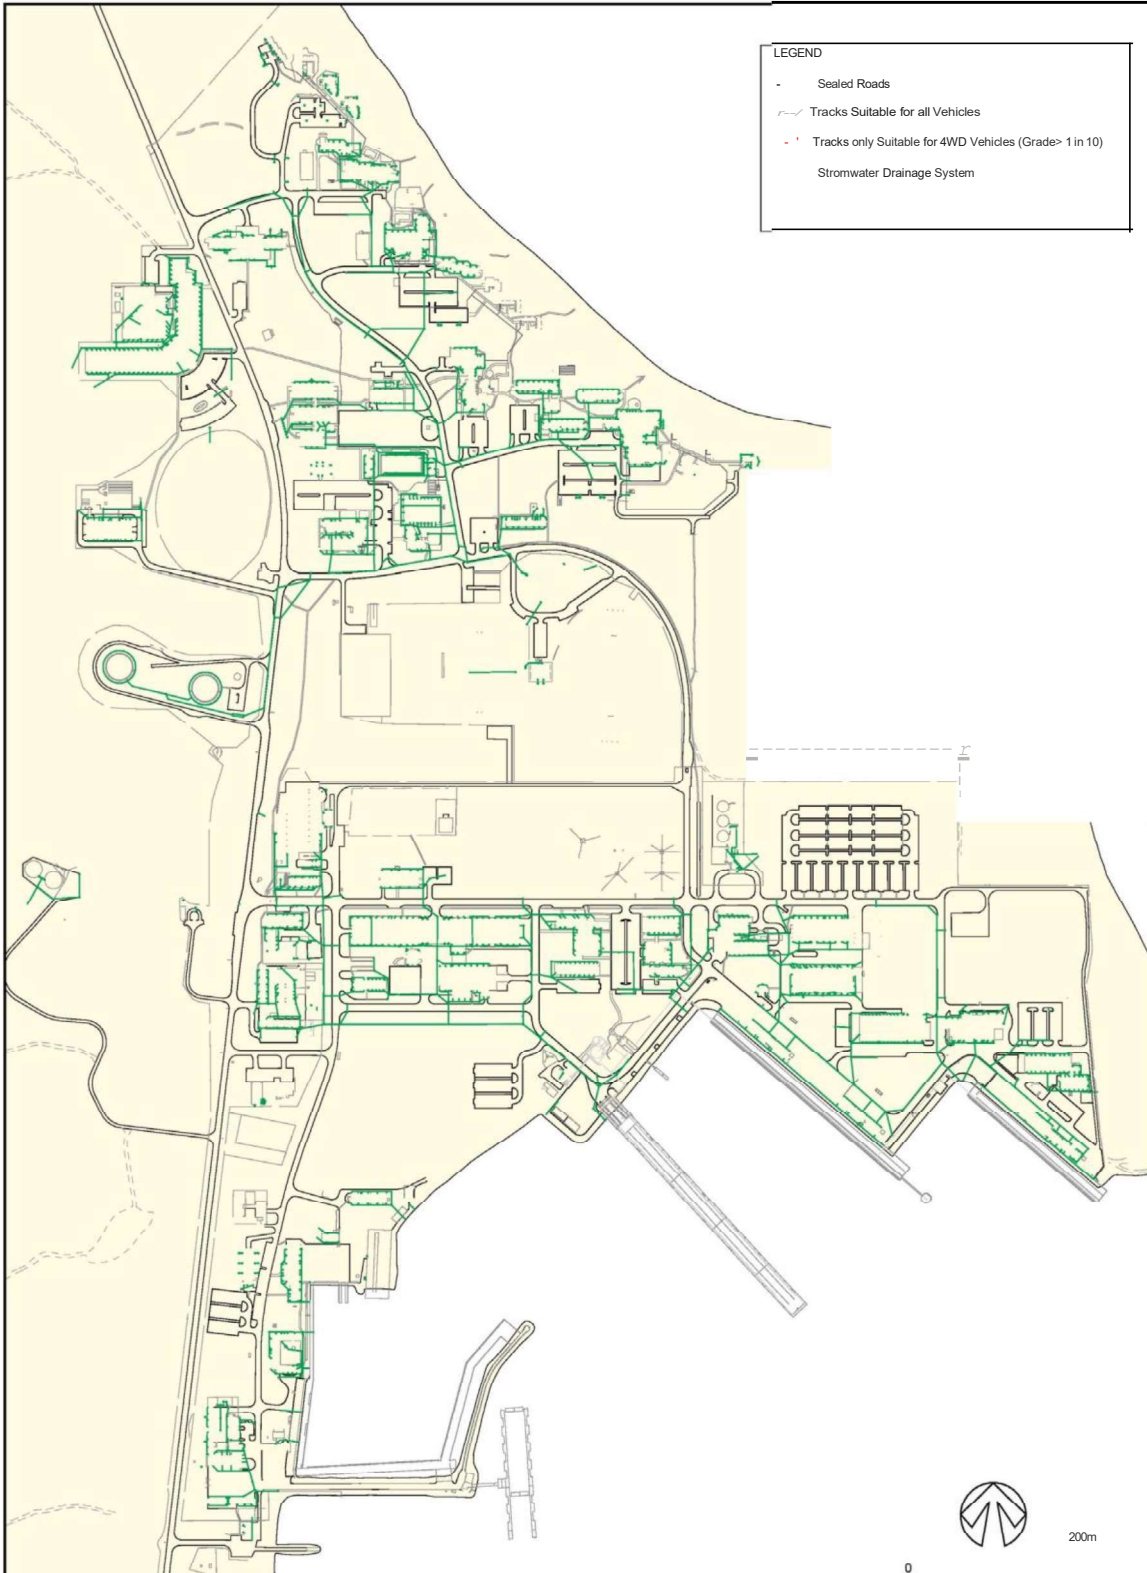 LEGEND
- Sealed Roads
r---/ Tracks Suitable for all Vehicles
- ' Tracks only Suitable for 4WD Vehicles (Grade> 1 in 10)
Stromwater Drainage System
r
200m
0